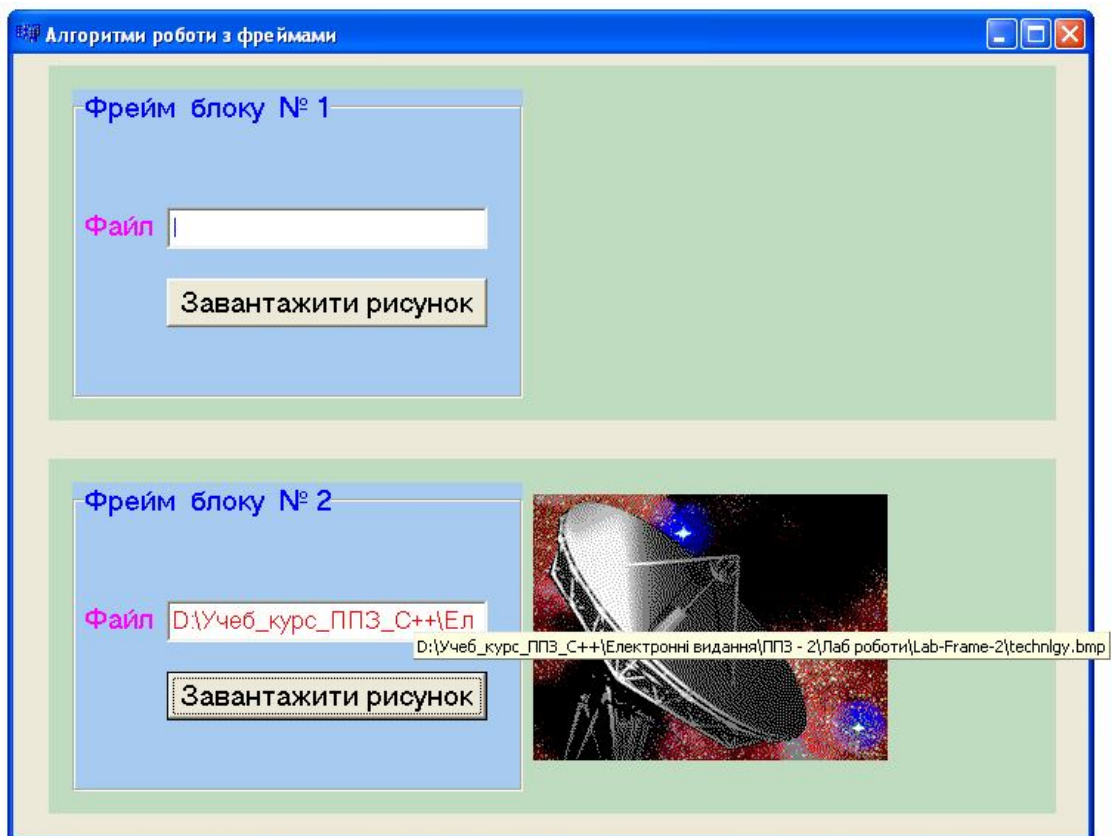 Алгоритми роботи з фреймами
Фрейм блоку № 1
Файл
Завантажити рисунок
Фрейм блоку № 2
Файл D:\Учеб_курс_ППЗ_С++\Ел
D:\Учеб_курс_ППЗ_С++\Електронні видання\ППЗ - 2\Лаб роботи\Lab-Frame-2\technlgy.bmp
Завантажити рисунок